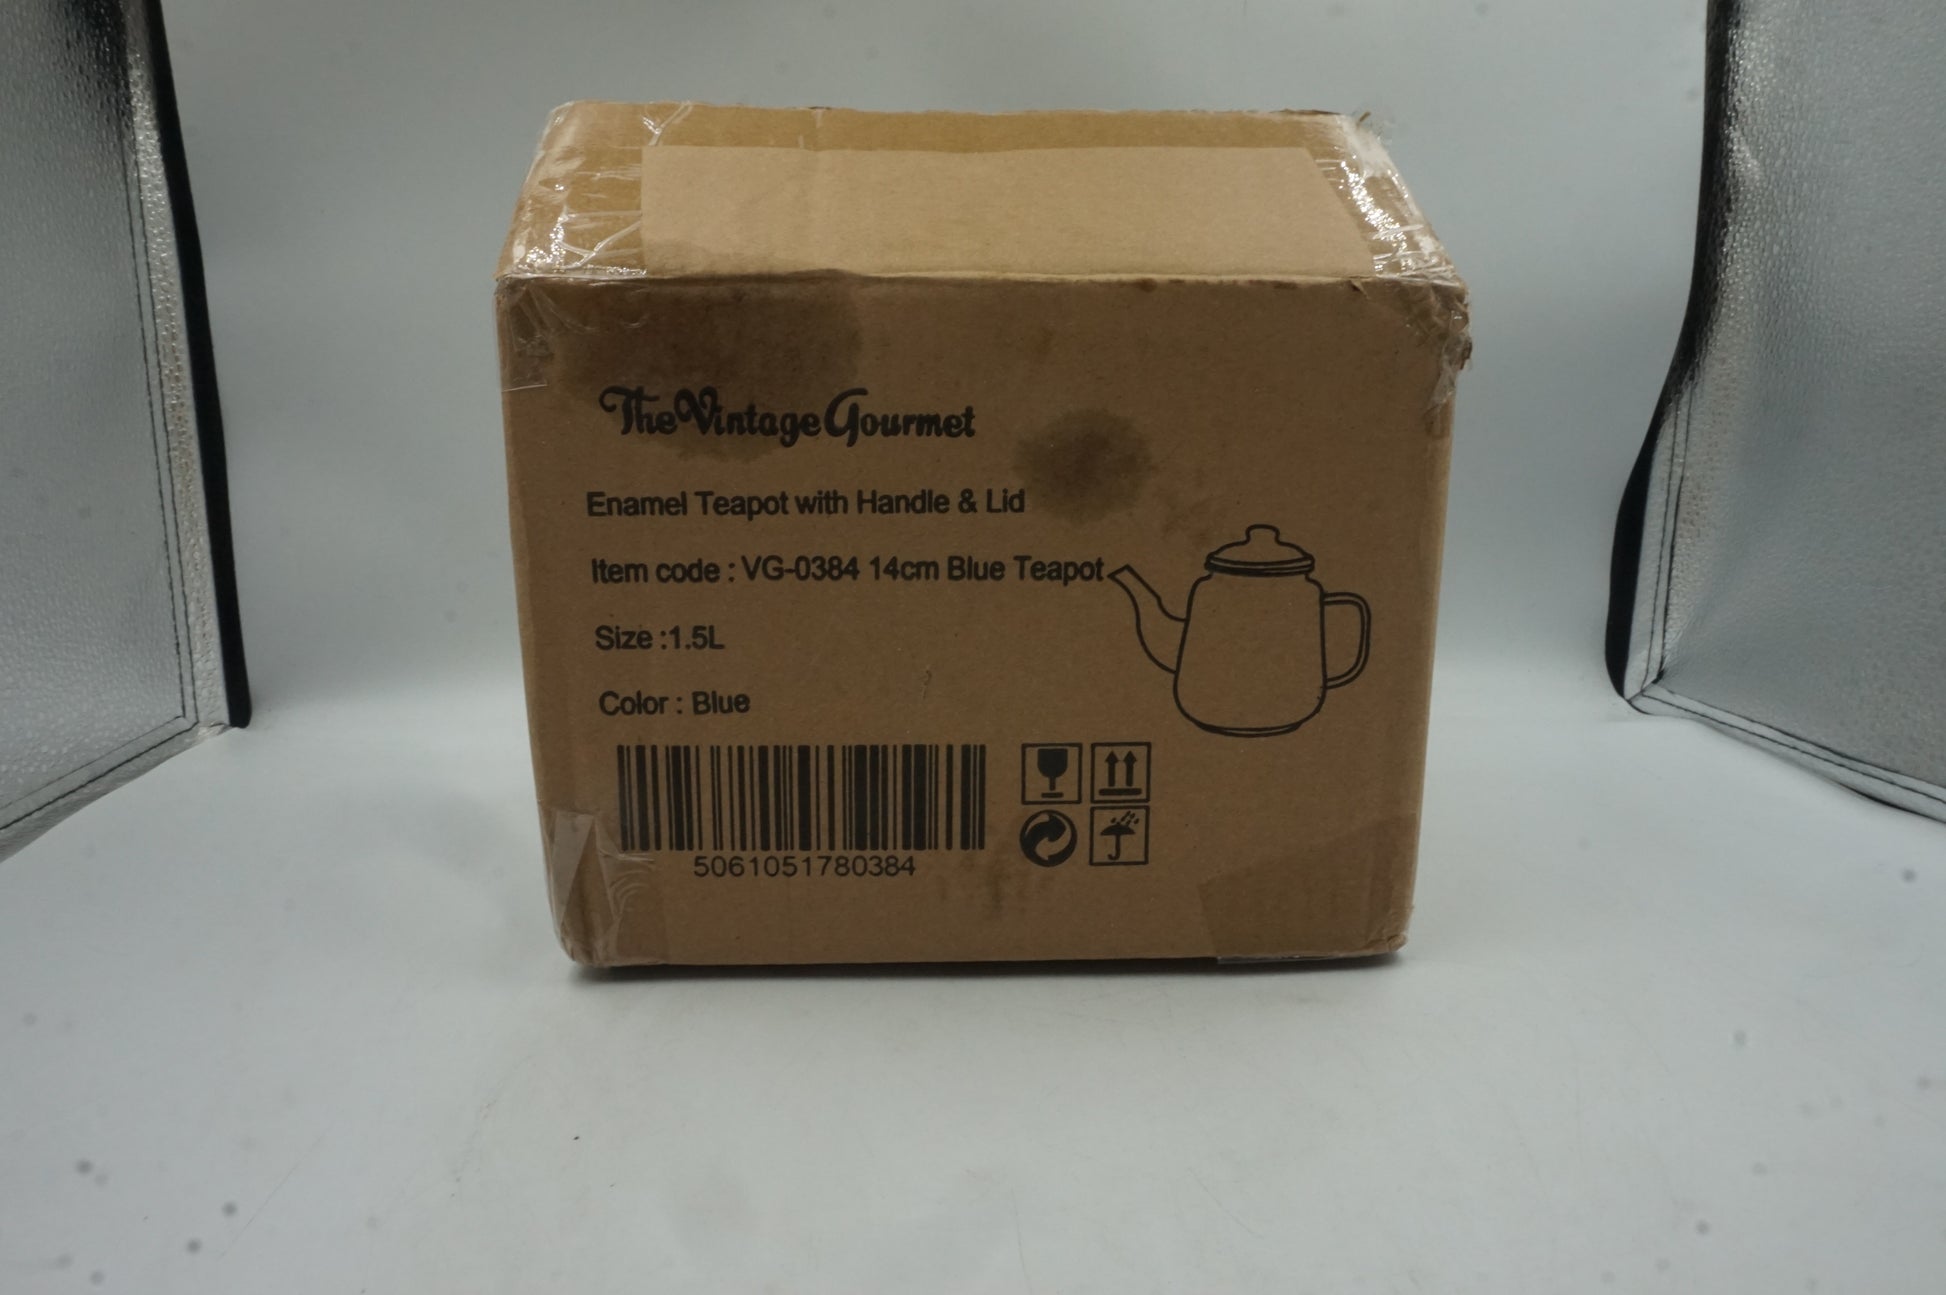 The Vintage Gourmet
Enamel Teapot with Handle & Lid
Item code : VG-0384 14cm Blue Teapot
Size :1.5L
Color : Blue
5061051780384